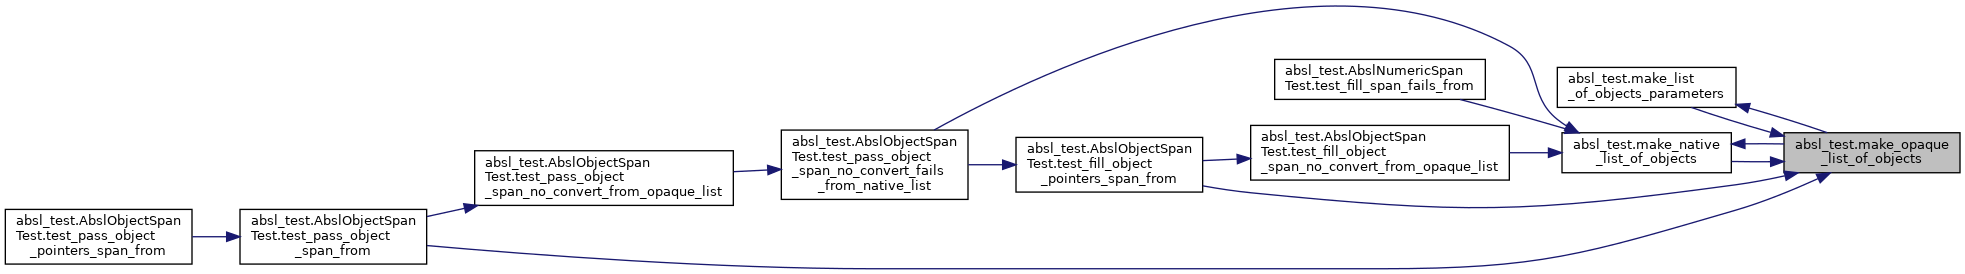 absl_test.AbslObjectSpan
Test.test_pass_object
_pointers_span_from
absl_test.AbslObjectSpan
Test.test_pass_object
_span_from
absl_test.AbslObjectSpan
Test.test_pass_object
_span_no_convert_from_opaque_list
absl_test.AbslObjectSpan
Test.test_pass_object
_span_no_convert_fails
_from_native_list
absl_test.AbslObjectSpan
Test.test_fill_object
_pointers_span_from
absl_test.AbslNumericSpan
Test.test_fill_span_fails_from
absl_test.AbslObjectSpan
Test.test_fill_object
_span_no_convert_from_opaque_list
absl_test.make_list
_of_objects_parameters
absl_test.make_native
_list_of_objects
absl_test.make_opaque
_list_of_objects